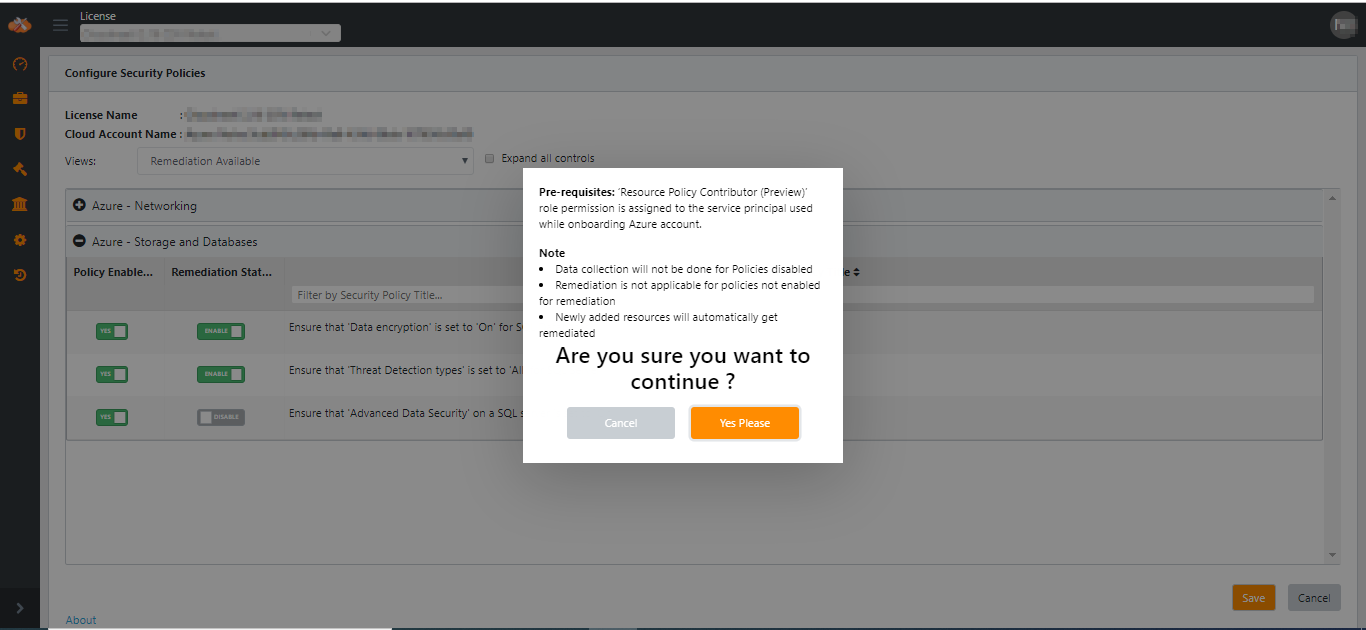 License
Configure Security Policies
License Name :
Cloud Account Name :
Views: Remediation Available Expand all controls
Azure - Networking
Azure - Storage and Databases
Policy Enable... Remediation Stat...
Filter by Security Policy Title...
YES ENABLE Ensure that 'Data encryption' is set to 'On' for
YES ENABLE Ensure that 'Threat Detection types' is set to
YES DISABLE Ensure that 'Advanced Data Security' on a SQL
Pre-requisites: 'Resource Policy Contributor (Preview)'
role permission is assigned to the service principal used
while onboarding Azure account.
Note
• Data collection will not be done for Policies disabled
• Remediation is not applicable for policies not enabled
for remediation
• Newly added resources will automatically get
remediated
Are you sure you want to
continue ?
Cancel Yes Please
Save Cancel
About